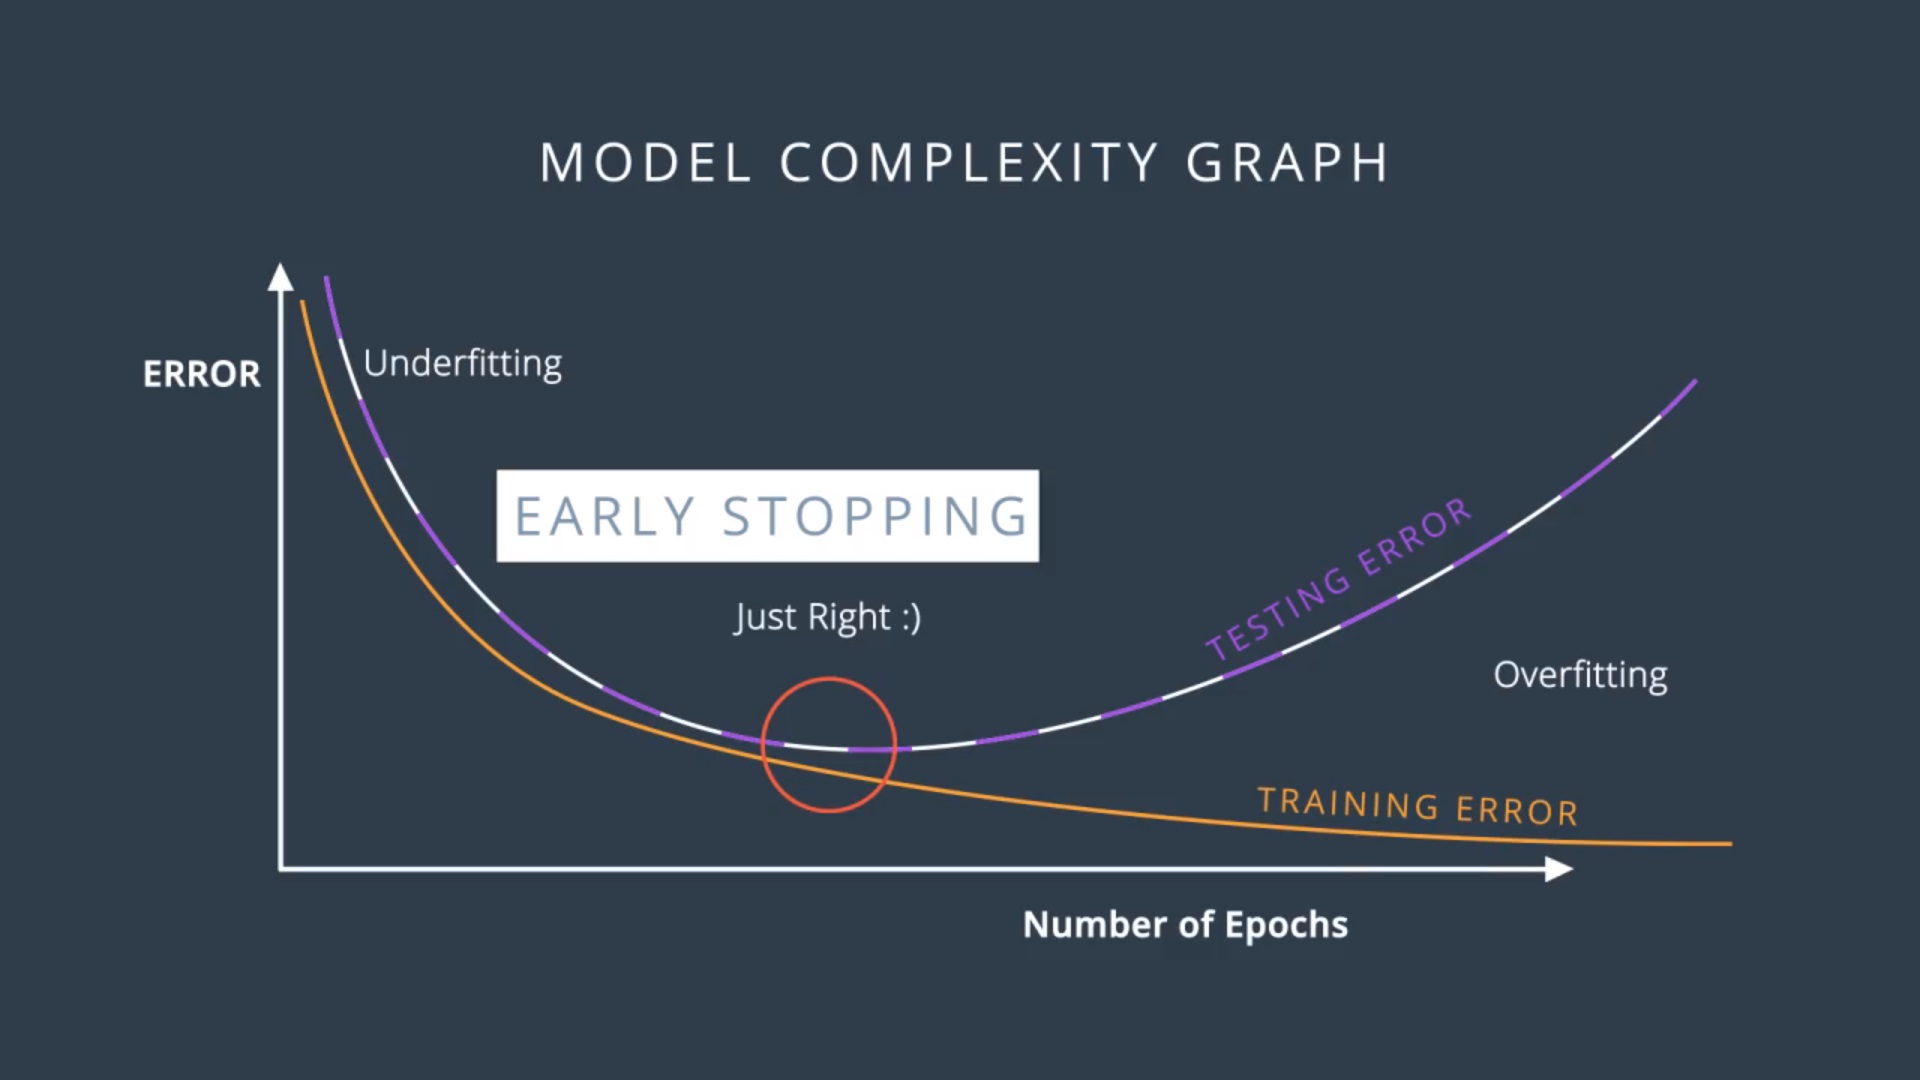 MODEL COMPLEXITY GRAPH
ERROR
Underfitting
EARLY STOPPING
Just Right :)
TESTING ERROR
Overfitting
TRAINING ERROR
Number of Epochs